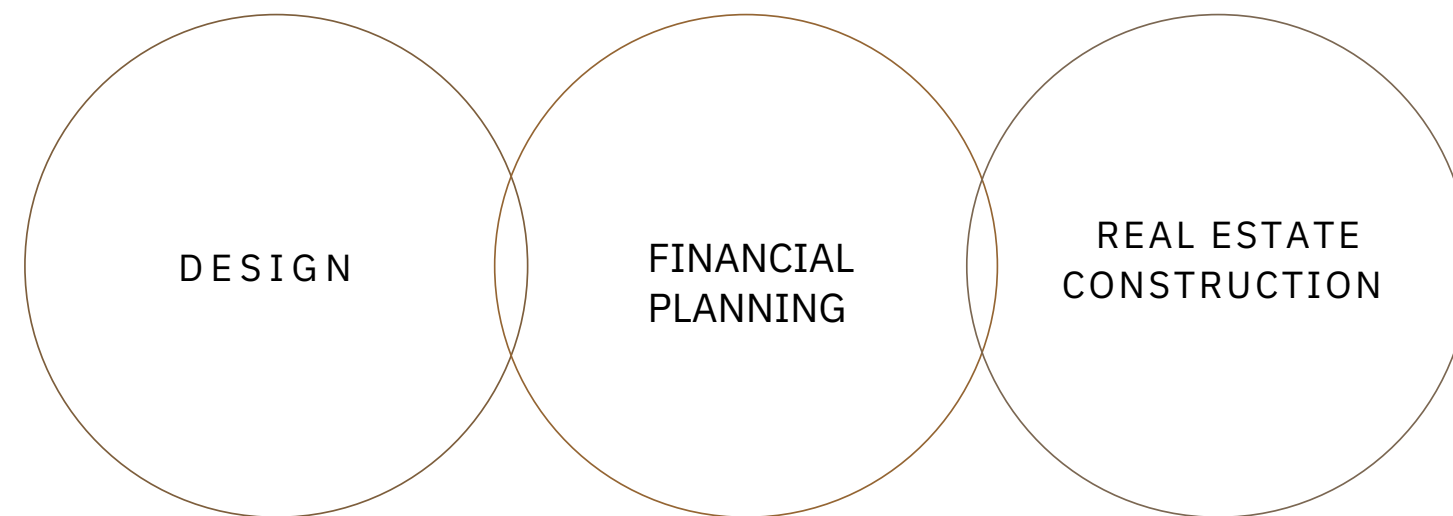 DESIGN
FINANCIAL
PLANNING
REAL ESTATE
CONSTRUCTION